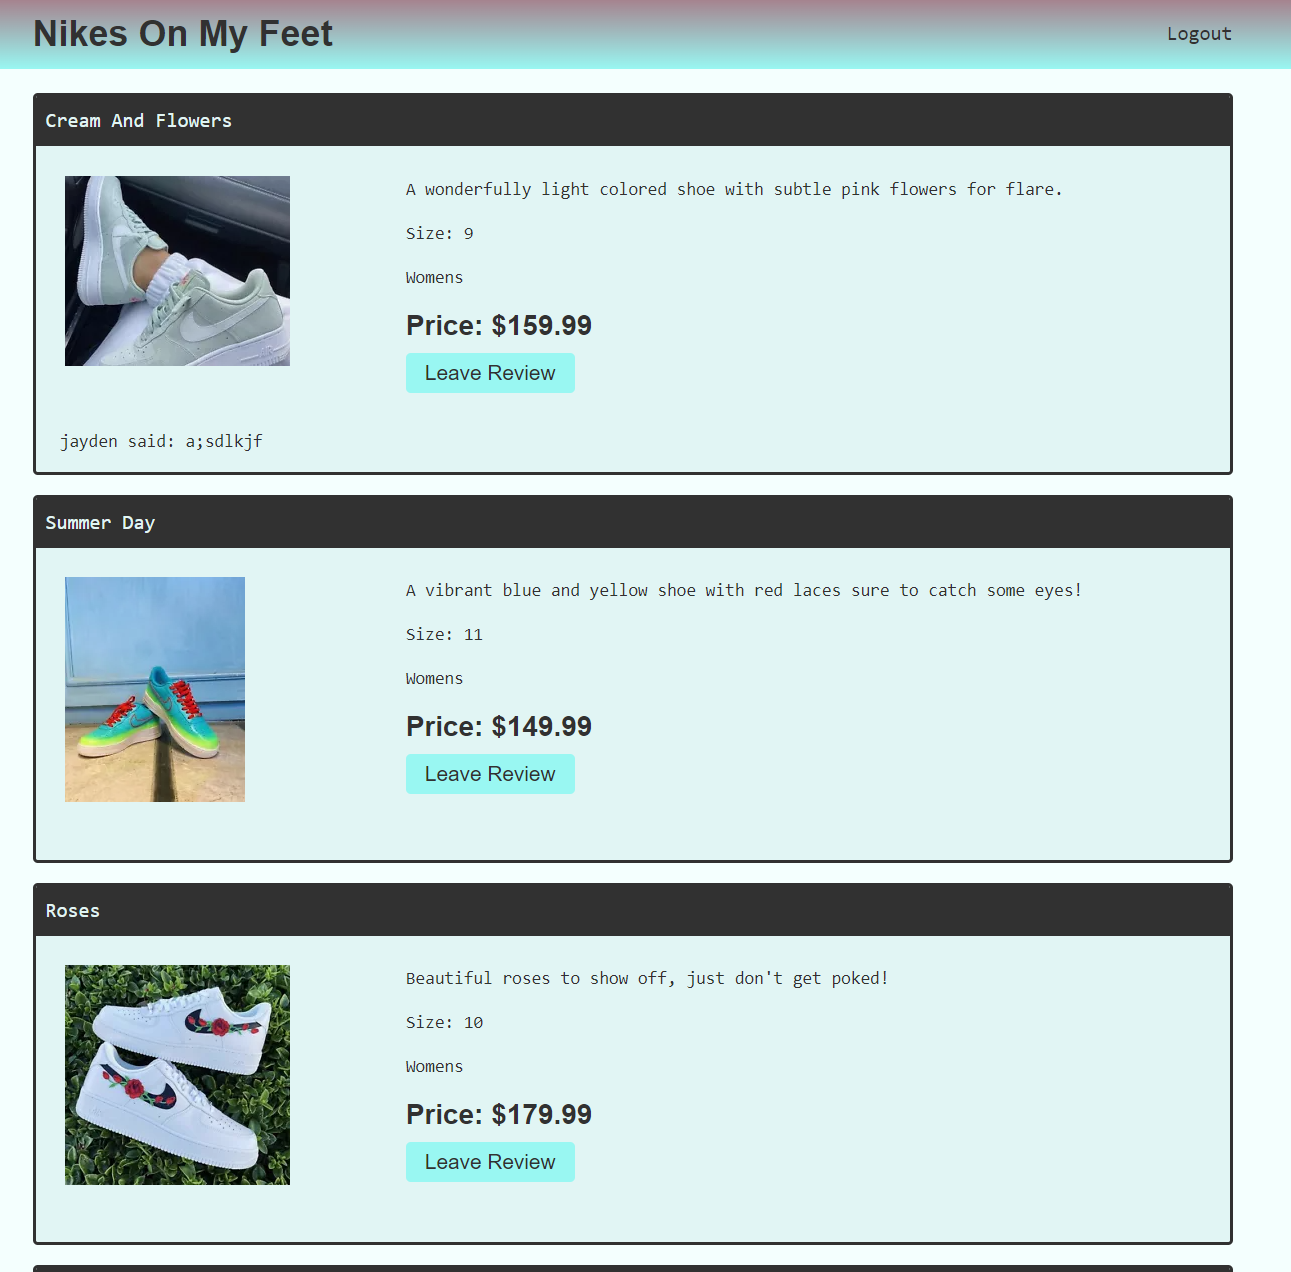 Nikes On My Feet
Logout
Cream And Flowers
A wonderfully light colored shoe with subtle pink flowers for flare.
Size: 9
Womens
Price: $159.99
Leave Review
jayden said: a;sdlkjf
Summer Day
A vibrant blue and yellow shoe with red laces sure to catch some eyes!
Size: 11
Womens
Price: $149.99
Leave Review
Roses
Beautiful roses to show off, just don't get poked!
Size: 10
Womens
Price: $179.99
Leave Review